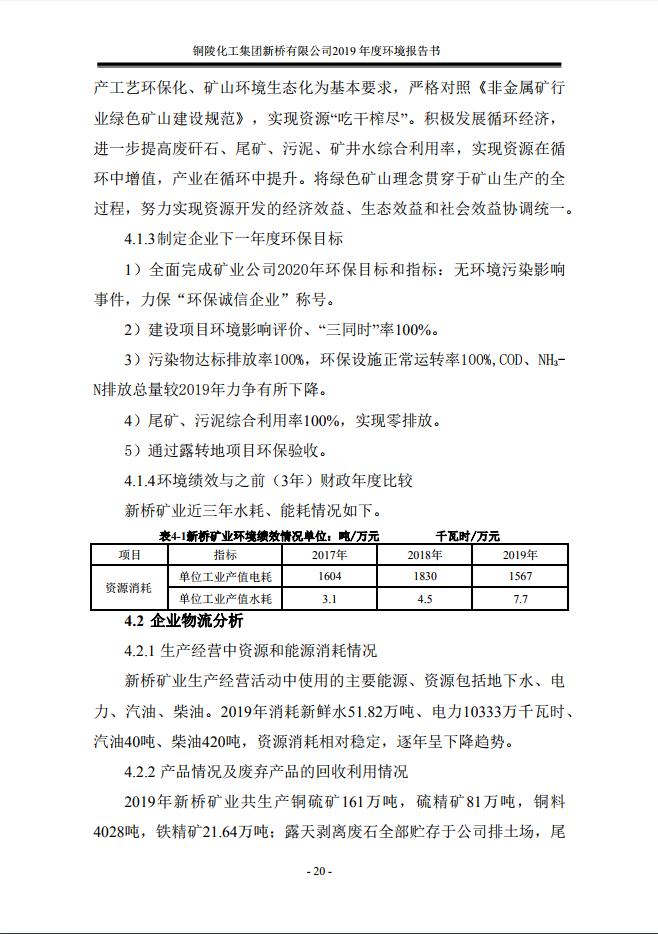 铜陵化工集团新桥有限公司2019 年度环境报告书
产工艺环保化、矿山环境生态化为基本要求，严格对照《非金属矿行
业绿色矿山建设规范》，实现资源“吃干榨尽”。积极发展循环经济，
进一步提高废矸石、尾矿、污泥、矿井水综合利用率，实现资源在循
环中增值，产业在循环中提升。将绿色矿山理念贯穿于矿山生产的全
过程，努力实现资源开发的经济效益、生态效益和社会效益协调统一。
4.1.3制定企业下一年度环保目标
1）全面完成矿业公司2020年环保目标和指标：无环境污染影响
事件，力保“环保诚信企业”称号。
2）建设项目环境影响评价、“三同时”率100%。
3）污染物达标排放率100%，环保设施正常运转率100%,COD、NH₃-
N排放总量较2019年力争有所下降。
4）尾矿、污泥综合利用率100%，实现零排放。
5）通过露转地项目环保验收。
4.1.4环境绩效与之前（3年）财政年度比较
新桥矿业近三年水耗、能耗情况如下。
表4-1新桥矿业环境绩效情况单位：吨/万元 千瓦时/万元
项目 指标 2017年 2018年 2019年
资源消耗 单位工业产值电耗 1604 1830 1567
单位工业产值水耗 3.1 4.5 7.7
4.2 企业物流分析
4.2.1 生产经营中资源和能源消耗情况
新桥矿业生产经营活动中使用的主要能源、资源包括地下水、电
力、汽油、柴油。2019年消耗新鲜水51.82万吨、电力10333万千瓦时、
汽油40吨、柴油420吨，资源消耗相对稳定，逐年呈下降趋势。
4.2.2 产品情况及废弃产品的回收利用情况
2019年新桥矿业共生产铜硫矿161万吨，硫精矿81万吨，铜料
4028吨，铁精矿21.64万吨；露天剥离废石全部贮存于公司排土场，尾
- 20 -